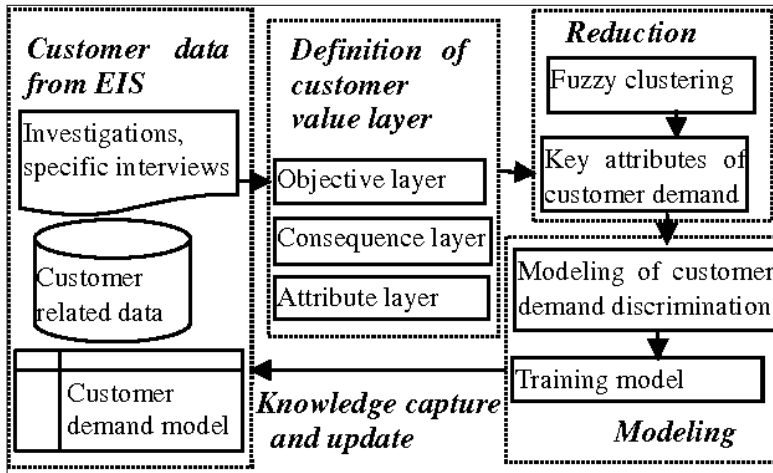 Customer data
from EIS
Investigations,
specific interviews
Customer
related data
Customer
demand model
Definition of
customer
value layer
Objective layer
Consequence layer
Attribute layer
Reduction
Fuzzy clustering
Key attributes of
customer demand
Modeling of customer
demand discrimination
Training model
Modeling
Knowledge capture
and update